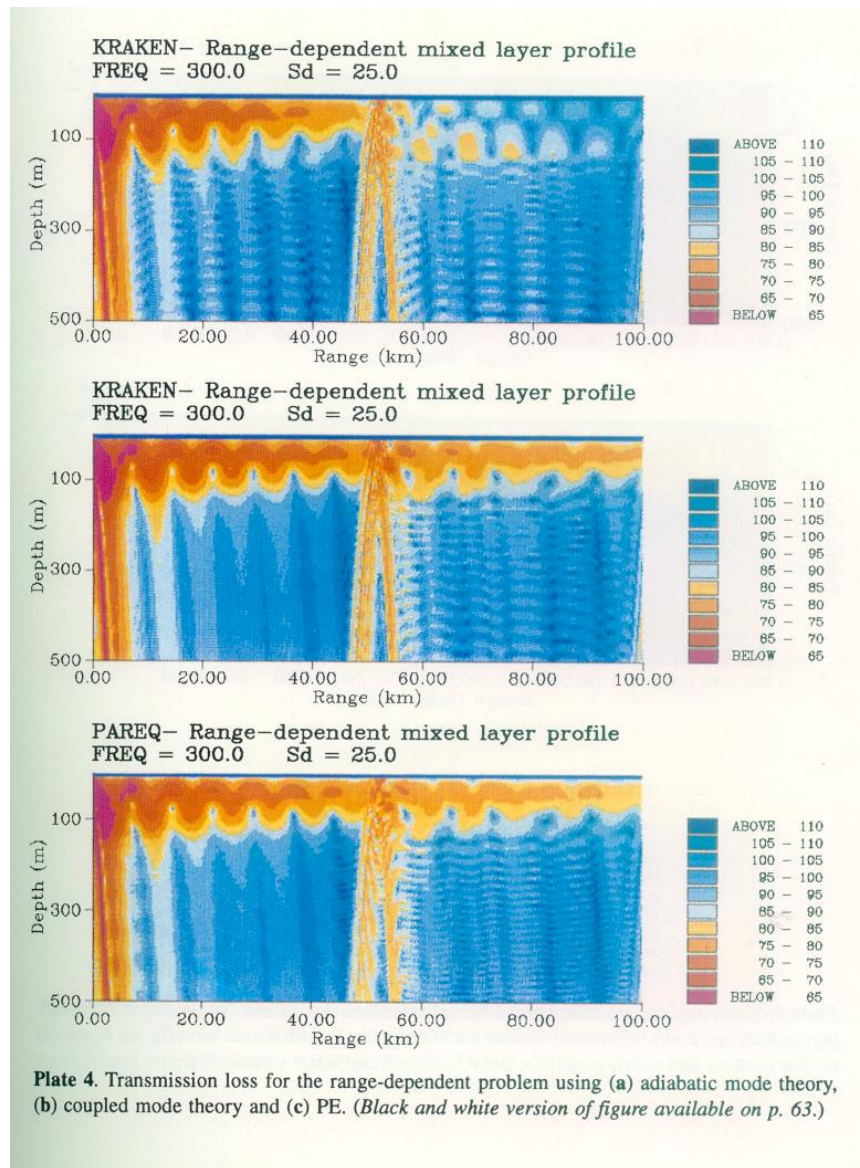 KRAKEN– Range–dependent mixed layer profile
FREQ = 300.0 Sd = 25.0
Depth (m)
100
300
500
0.00 20.00 40.00 60.00 80.00 100.00
Range (km)
ABOVE 110
105 – 110
100 – 105
95 – 100
90 – 95
85 – 90
80 – 85
75 – 80
70 – 75
65 – 70
BELOW 65
KRAKEN– Range–dependent mixed layer profile
FREQ = 300.0 Sd = 25.0
Depth (m)
100
300
500
0.00 20.00 40.00 60.00 80.00 100.00
Range (km)
ABOVE 110
105 – 110
100 – 105
95 – 100
90 – 95
85 – 90
80 – 85
75 – 80
70 – 75
65 – 70
BELOW 65
PAREQ– Range–dependent mixed layer profile
FREQ = 300.0 Sd = 25.0
Depth (m)
100
300
500
0.00 20.00 40.00 60.00 80.00 100.00
Range (km)
ABOVE 110
105 – 110
100 – 105
95 – 100
90 – 95
85 – 90
80 – 85
75 – 80
70 – 75
65 – 70
BELOW 65
Plate 4. Transmission loss for the range-dependent problem using (a) adiabatic mode theory,
(b) coupled mode theory and (c) PE. (Black and white version of figure available on p. 63.)